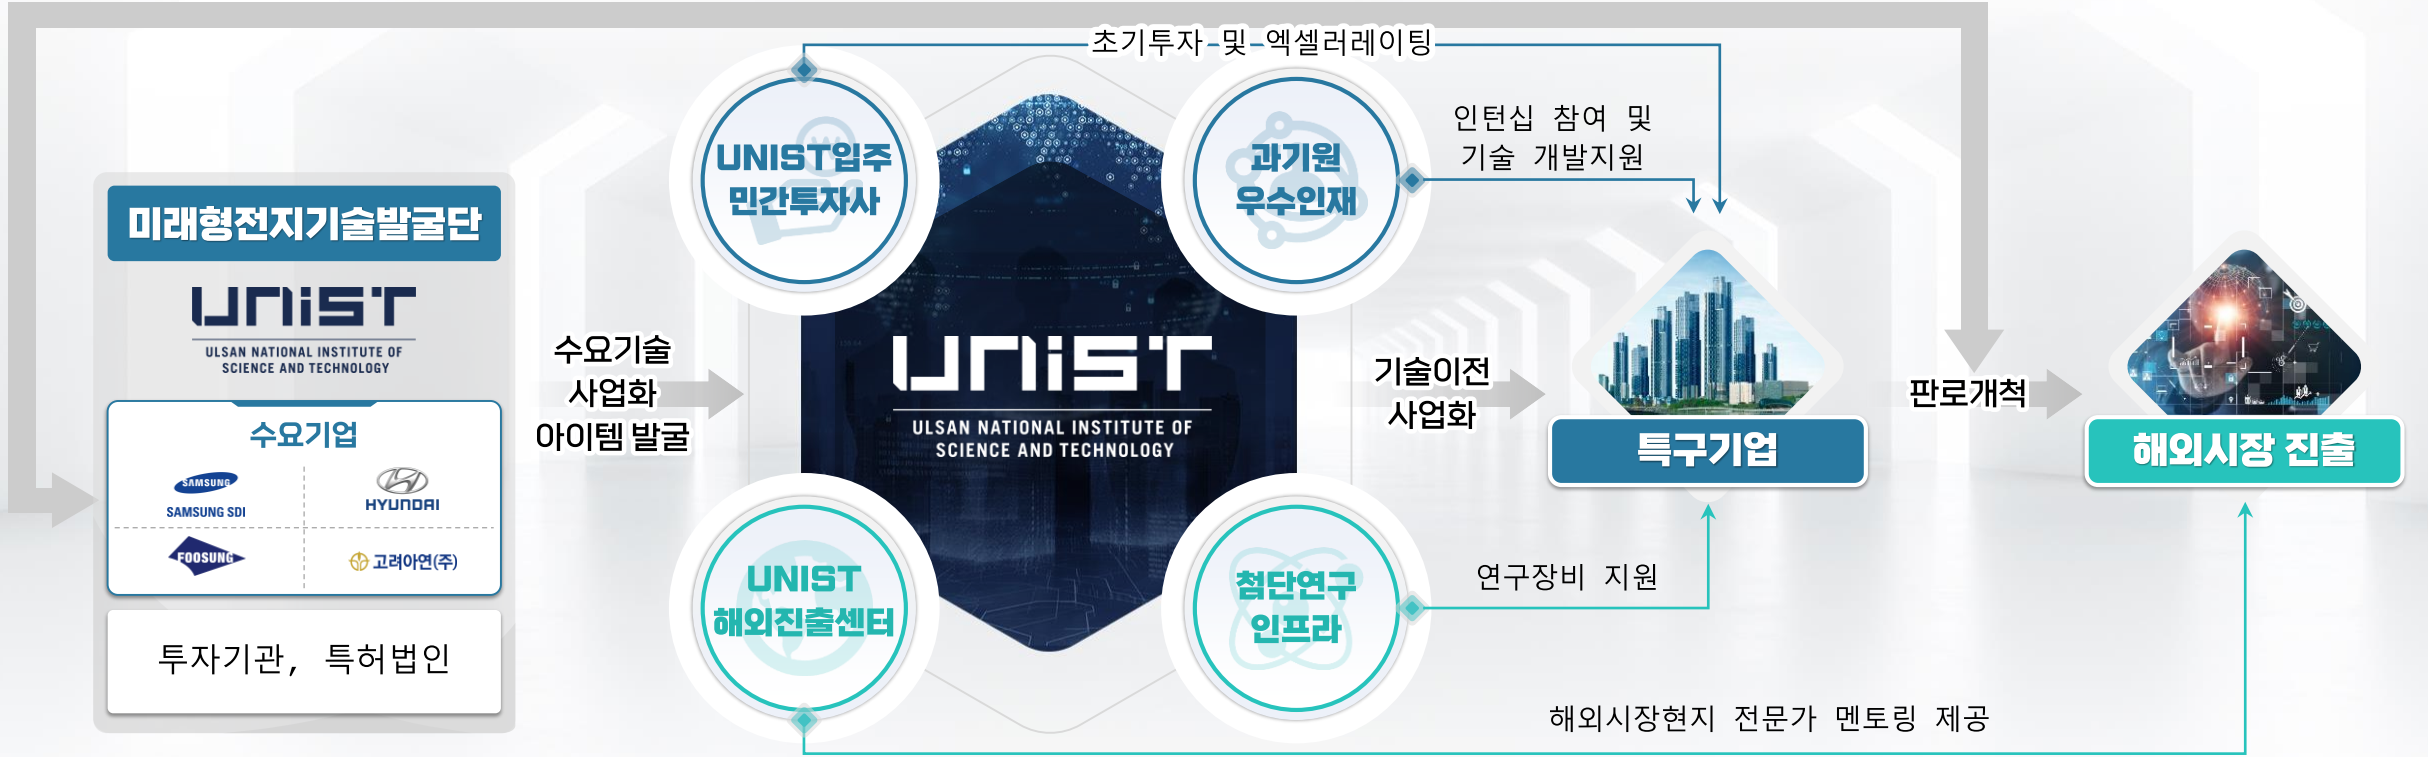 초기투자 및 엑셀러레이팅
인턴십 참여 및
기술 개발지원
미래형전지기술발굴단
UNIST
ULSAN NATIONAL INSTITUTE OF
SCIENCE AND TECHNOLOGY
수요기업
SAMSUNG
SAMSUNG SDI
HYUNDAI
FOOSUNG
고려아연(주)
투자기관, 특허법인
수요기술
사업화
아이템 발굴
UNIST입주
민간투자사
과기원
우수인재
UNIST
ULSAN NATIONAL INSTITUTE OF
SCIENCE AND TECHNOLOGY
UNIST
해외진출센터
첨단연구
인프라
기술이전
사업화
특구기업
판로개척
해외시장 진출
연구장비 지원
해외시장현지 전문가 멘토링 제공